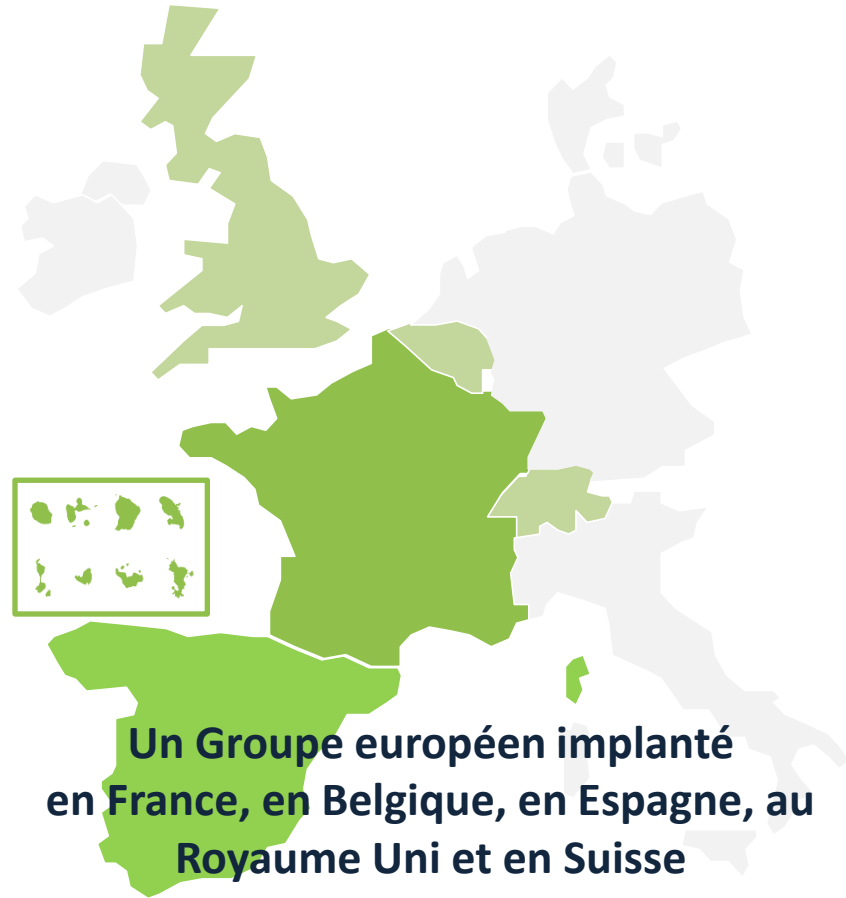 Un Groupe européen implanté
en France, en Belgique, en Espagne, au
Royaume Uni et en Suisse